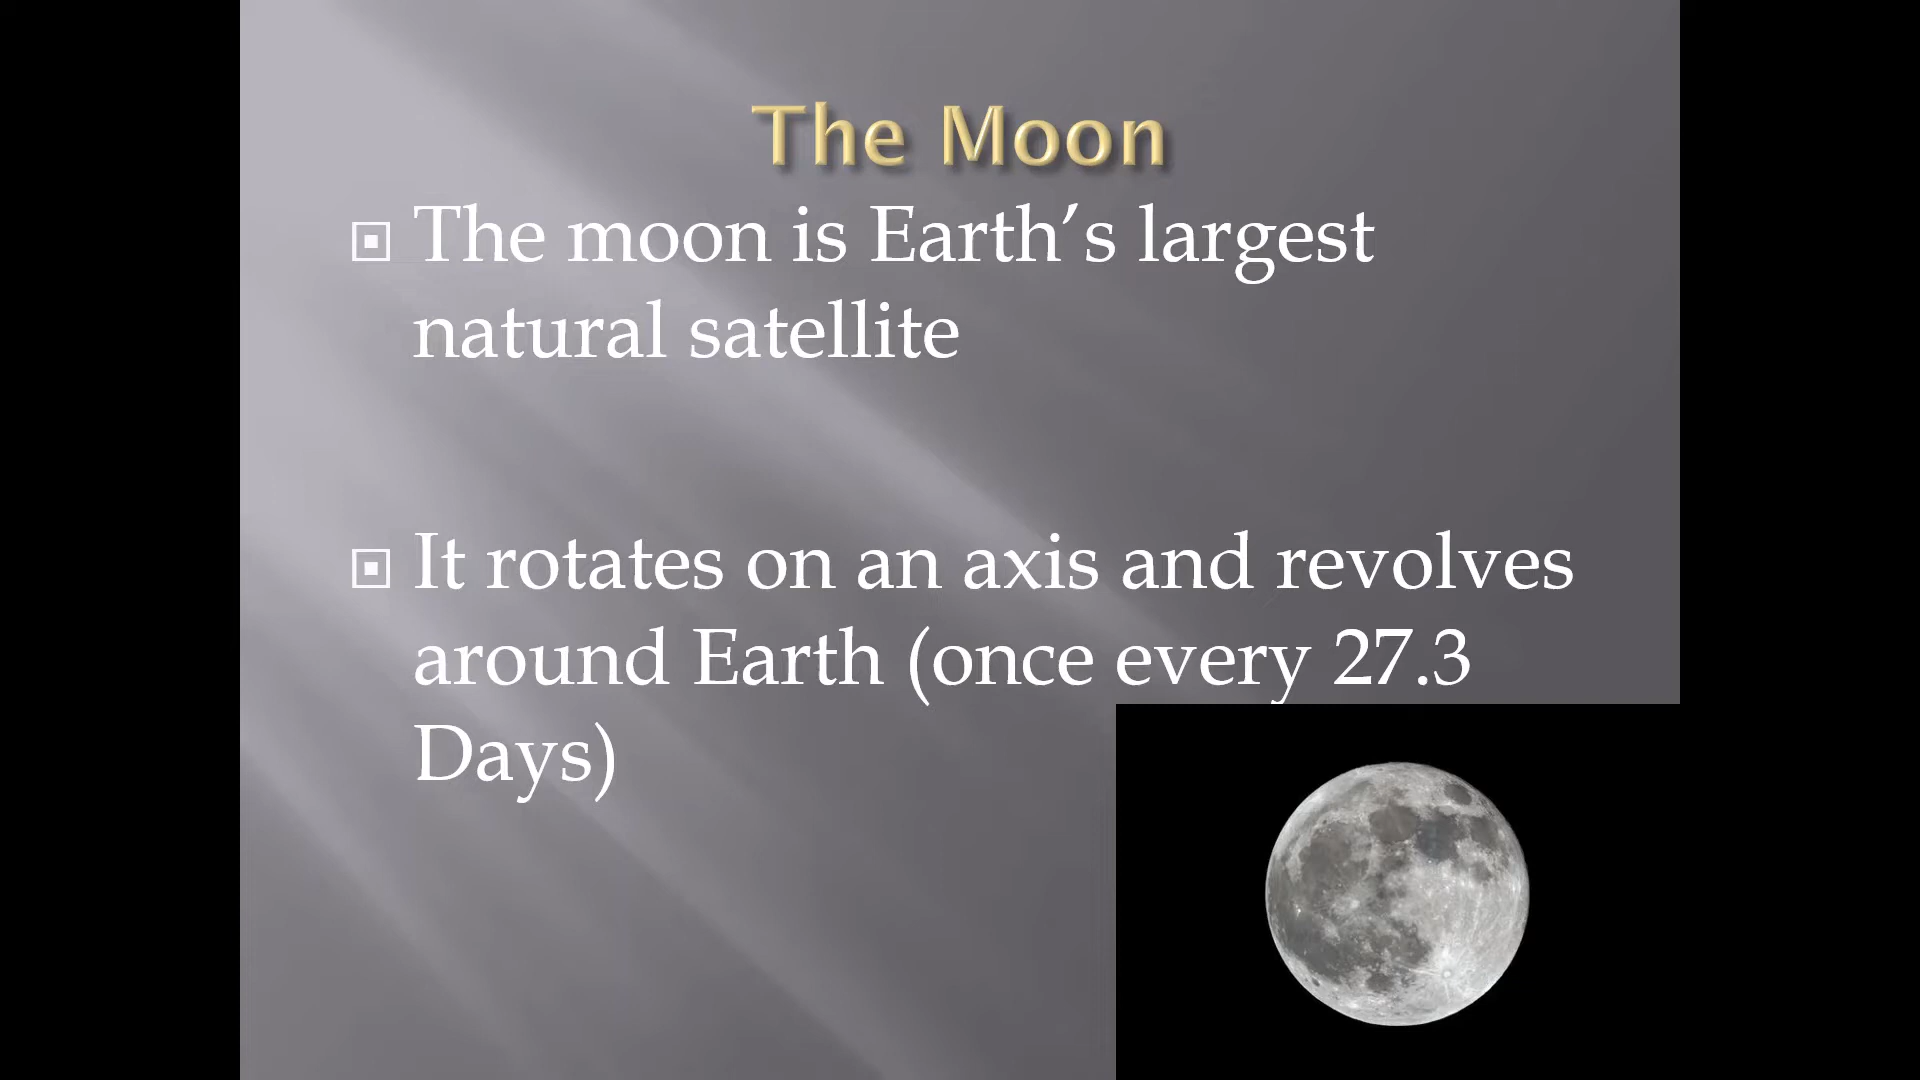 The Moon
The moon is Earth’s largest
natural satellite
It rotates on an axis and revolves
around Earth (once every 27.3
Days)